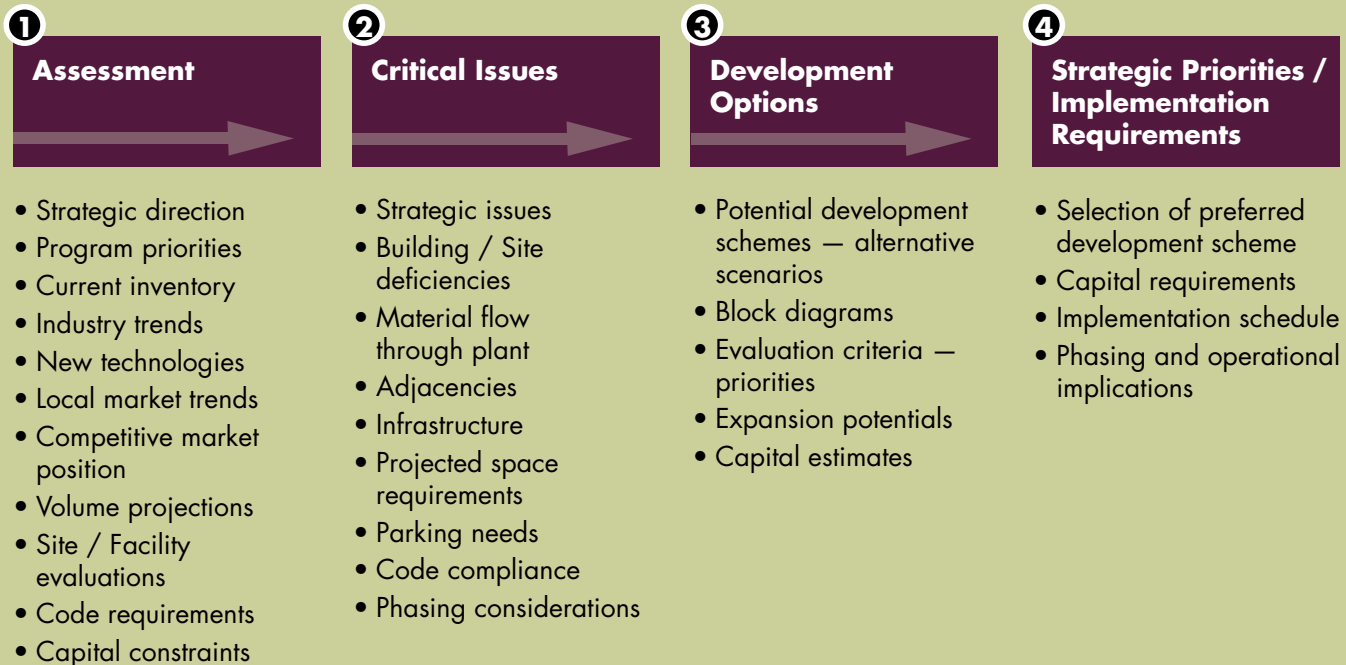 1
Assessment
• Strategic direction
• Program priorities
• Current inventory
• Industry trends
• New technologies
• Local market trends
• Competitive market
position
• Volume projections
• Site / Facility
evaluations
• Code requirements
• Capital constraints
2
Critical Issues
• Strategic issues
• Building / Site
deficiencies
• Material flow
through plant
• Adjacencies
• Infrastructure
• Projected space
requirements
• Parking needs
• Code compliance
• Phasing considerations
3
Development
Options
• Potential development
schemes — alternative
scenarios
• Block diagrams
• Evaluation criteria —
priorities
• Expansion potentials
• Capital estimates
4
Strategic Priorities /
Implementation
Requirements
• Selection of preferred
development scheme
• Capital requirements
• Implementation schedule
• Phasing and operational
implications